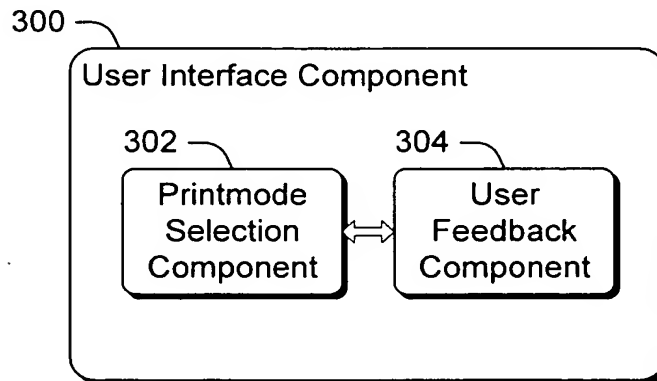 300
User Interface Component
302
304
Printmode
Selection
Component
User
Feedback
Component